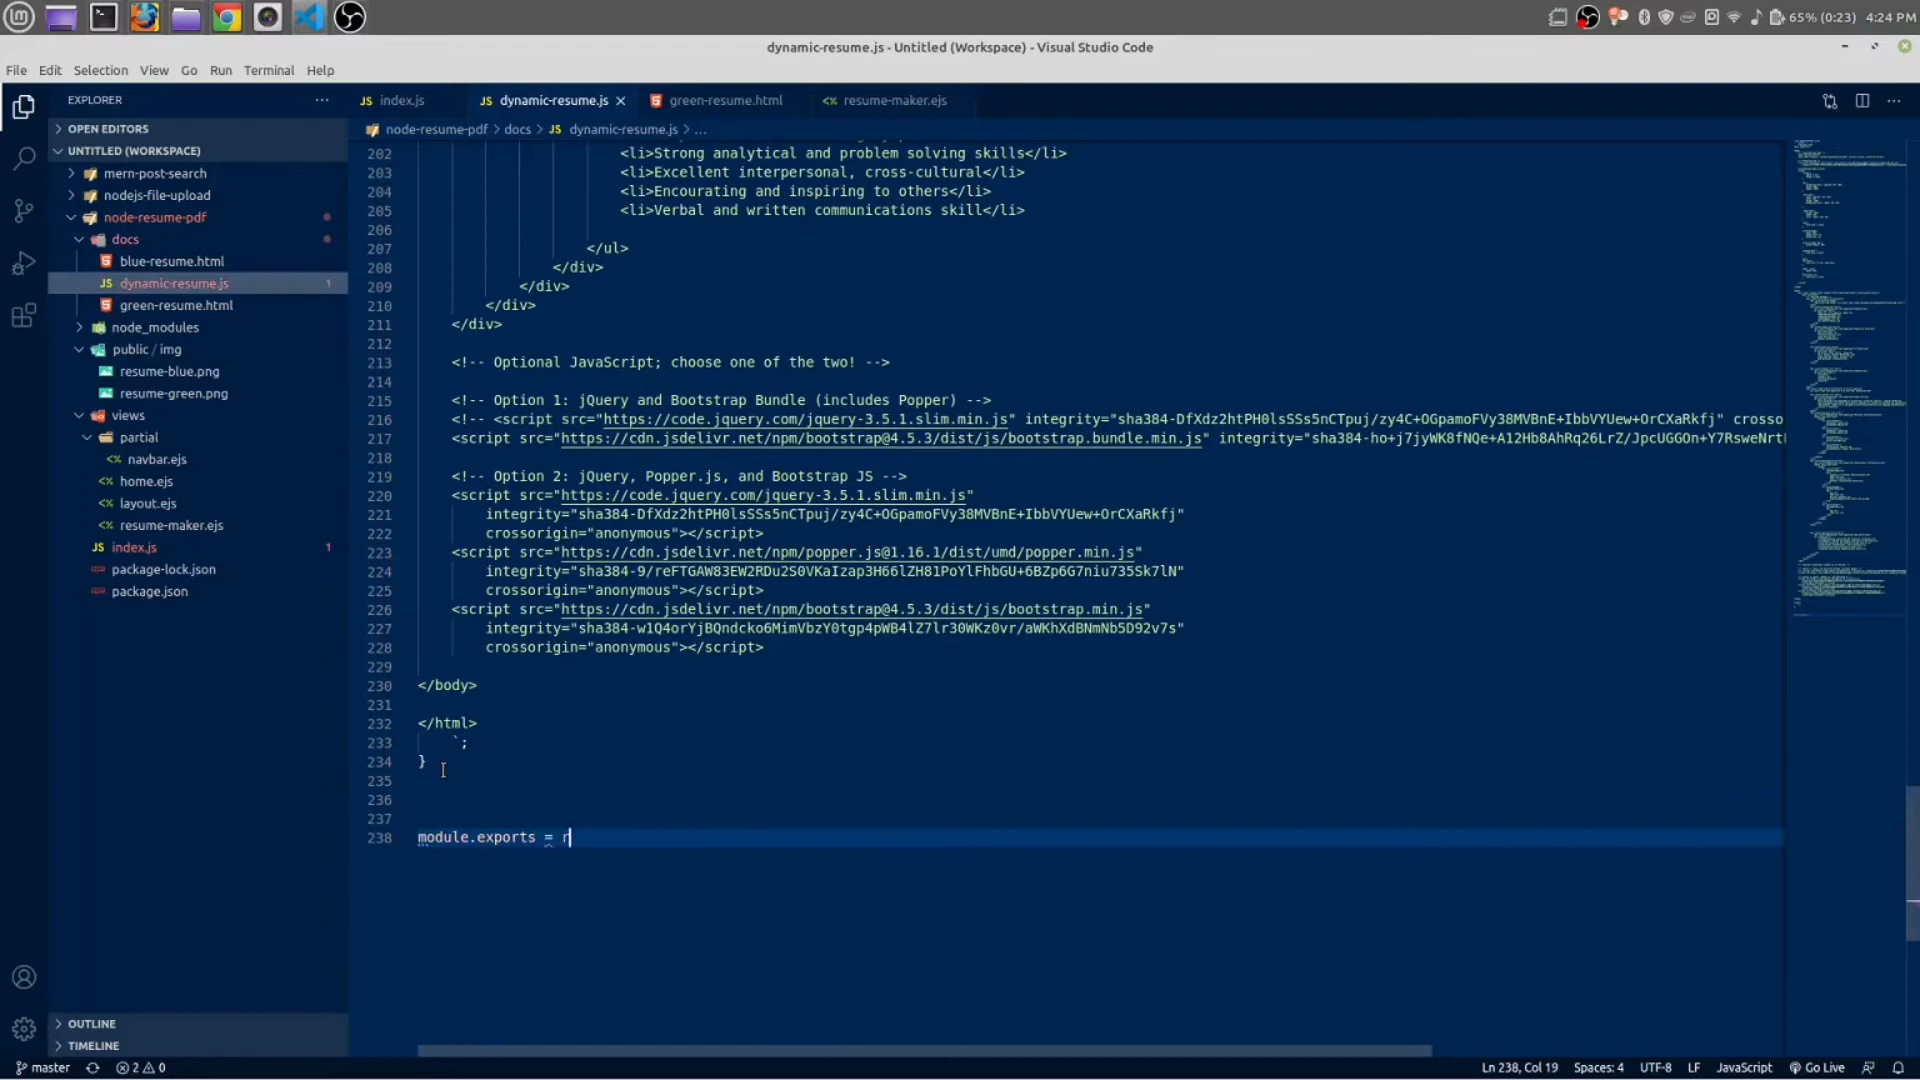 65% (0:23) 4:24 PM
dynamic-resume.js - Untitled (Workspace) - Visual Studio Code
File Edit Selection View Go Run Terminal Help
EXPLORER
index.js
dynamic-resume.js
green-resume.html
resume-maker.ejs
OPEN EDITORS
node-resume-pdf > docs > JS dynamic-resume.js > ...
UNTITLED (WORKSPACE)
mern-post-search
nodejs-file-upload
node-resume-pdf
docs
blue-resume.html
dynamic-resume.js 1
green-resume.html
node_modules
public / img
resume-blue.png
resume-green.png
views
partial
navbar.ejs
home.ejs
layout.ejs
resume-maker.ejs
index.js 1
package-lock.json
package.json
OUTLINE
TIMELINE
202 <li>Strong analytical and problem solving skills</li>
203 <li>Excellent interpersonal, cross-cultural</li>
204 <li>Encourating and inspiring to others</li>
205 <li>Verbal and written communications skill</li>
206
207 </ul>
208 </div>
209 </div>
210 </div>
211 </div>
212
213 <!-- Optional JavaScript; choose one of the two! -->
214
215 <!-- Option 1: jQuery and Bootstrap Bundle (includes Popper) -->
216 <!-- <script src="https://code.jquery.com/jquery-3.5.1.slim.min.js" integrity="sha384-DfXdz2htPH0lsSSs5nCTpuj/zy4C+OGpamoFVy38MVBnE+IbbVYUew+OrCXaRkfj" crosso
217 <script src="https://cdn.jsdelivr.net/npm/bootstrap@4.5.3/dist/js/bootstrap.bundle.min.js" integrity="sha384-ho+j7jyWK8fNQe+A12Hb8AhRq26LrZ/JpcUGGOn+Y7RsweNrt
218
219 <!-- Option 2: jQuery, Popper.js, and Bootstrap JS -->
220 <script src="https://code.jquery.com/jquery-3.5.1.slim.min.js"
221 integrity="sha384-DfXdz2htPH0lsSSs5nCTpuj/zy4C+OGpamoFVy38MVBnE+IbbVYUew+OrCXaRkfj"
222 crossorigin="anonymous"></script>
223 <script src="https://cdn.jsdelivr.net/npm/popper.js@1.16.1/dist/umd/popper.min.js"
224 integrity="sha384-9/reFTGAW83EW2RDu2S0VKaIzap3H66lZH81PoYlFhbGU+6BZp6G7niu735Sk7lN"
225 crossorigin="anonymous"></script>
226 <script src="https://cdn.jsdelivr.net/npm/bootstrap@4.5.3/dist/js/bootstrap.min.js"
227 integrity="sha384-w1Q4orYjBQndcko6MimVbzY0tgp4pWB4lZ7lr30WKz0vr/aWKhXdBNmNb5D92v7s"
228 crossorigin="anonymous"></script>
229
230 </body>
231
232 </html>
233 `;
234 }
235
236
237
238 module.exports = r
master 2 0 Ln 238, Col 19 Spaces: 4 UTF-8 LF JavaScript Go Live